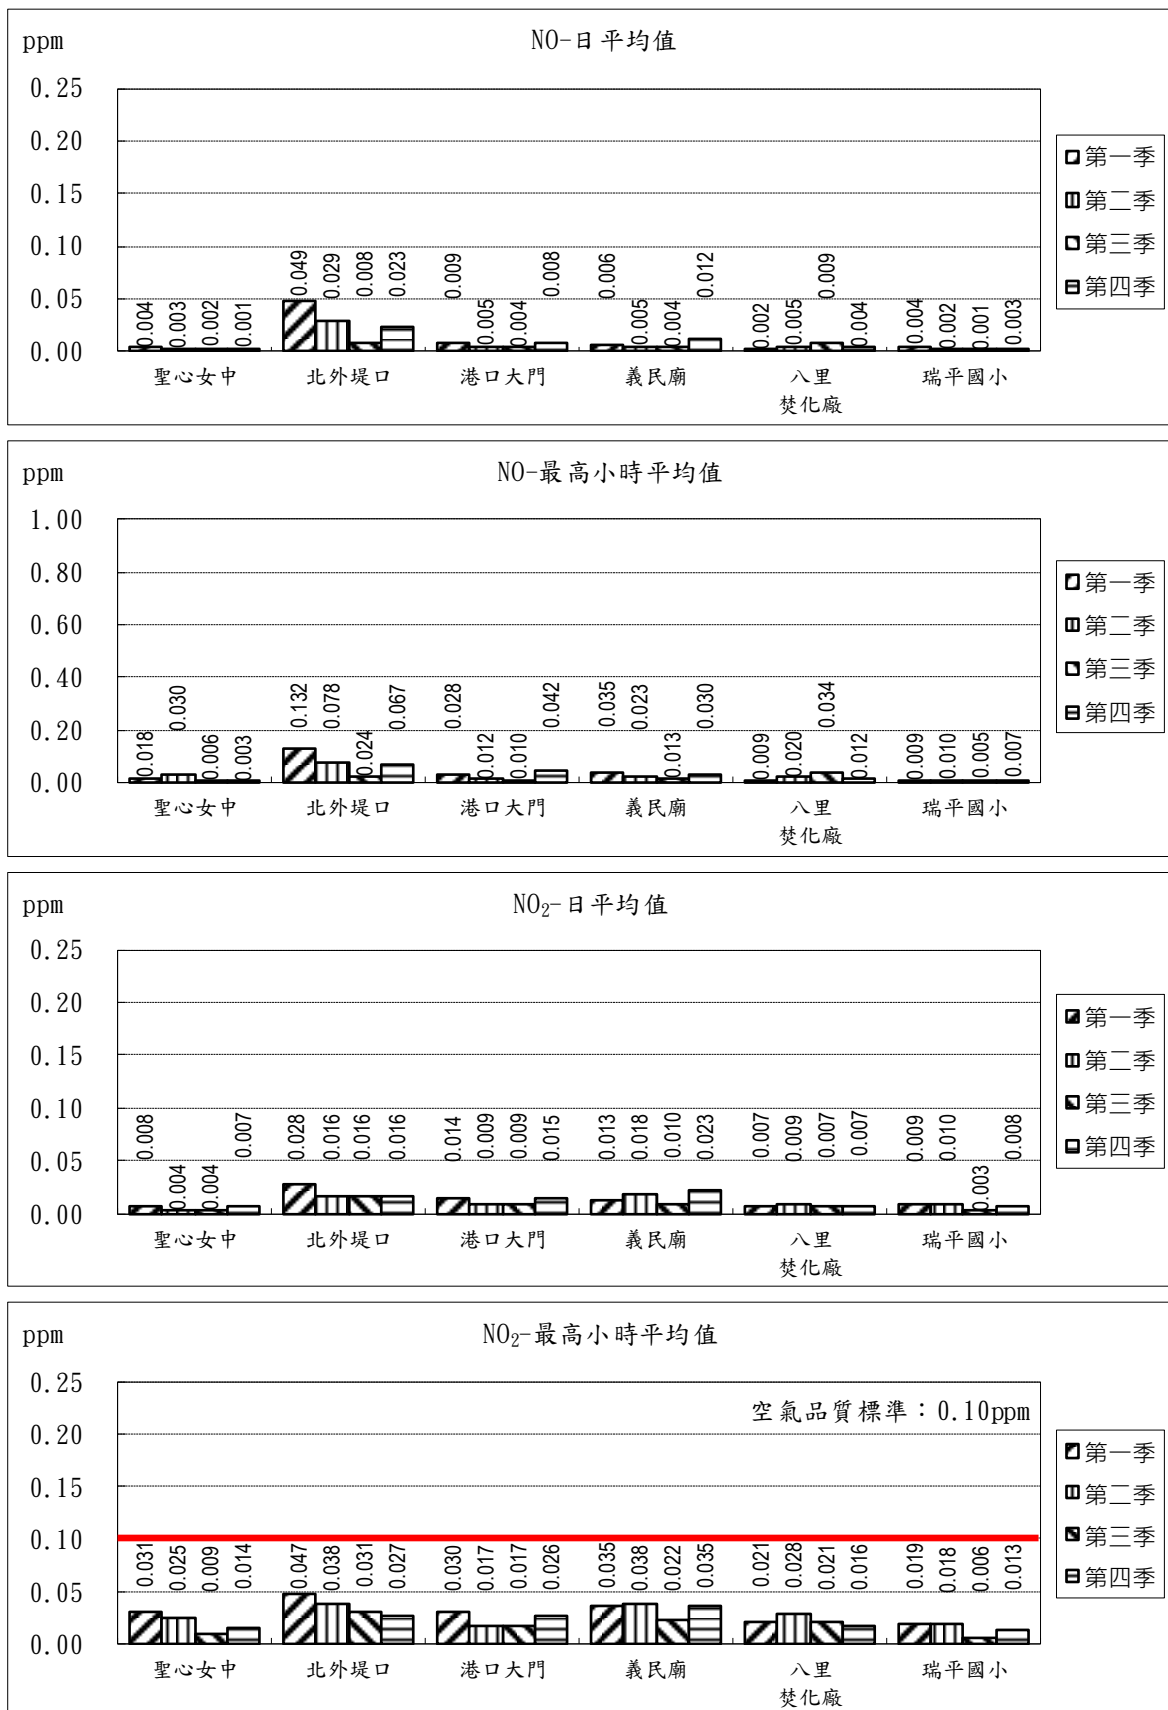 ppm
NO-日平均值
0.25
0.20
0.15
0.10
0.05
0.00
0.004 0.003 0.002 0.001 0.049 0.029 0.008 0.023 0.009 0.005 0.004 0.008 0.006 0.005 0.004 0.012 0.002 0.005 0.009 0.004 0.004 0.002 0.001 0.003
聖心女中 北外堤口 港口大門 義民廟 八里 瑞平國小
焚化廠
第一季
第二季
第三季
第四季
ppm
NO-最高小時平均值
1.00
0.80
0.60
0.40
0.20
0.00
0.018 0.030 0.006 0.003 0.132 0.078 0.024 0.067 0.028 0.012 0.010 0.042 0.035 0.023 0.013 0.030 0.009 0.020 0.034 0.012 0.009 0.010 0.005 0.007
聖心女中 北外堤口 港口大門 義民廟 八里 瑞平國小
焚化廠
第一季
第二季
第三季
第四季
ppm
NO₂-日平均值
0.25
0.20
0.15
0.10
0.05
0.00
0.008 0.004 0.004 0.007 0.028 0.016 0.016 0.016 0.014 0.009 0.009 0.015 0.013 0.018 0.010 0.023 0.007 0.009 0.007 0.007 0.009 0.010 0.003 0.008
聖心女中 北外堤口 港口大門 義民廟 八里 瑞平國小
焚化廠
第一季
第二季
第三季
第四季
ppm
NO₂-最高小時平均值
0.25
0.20
0.15
0.10
0.05
0.00
空氣品質標準：0.10ppm
0.031 0.025 0.009 0.014 0.047 0.038 0.031 0.027 0.030 0.017 0.017 0.026 0.035 0.038 0.022 0.035 0.021 0.028 0.021 0.016 0.019 0.018 0.006 0.013
聖心女中 北外堤口 港口大門 義民廟 八里 瑞平國小
焚化廠
第一季
第二季
第三季
第四季